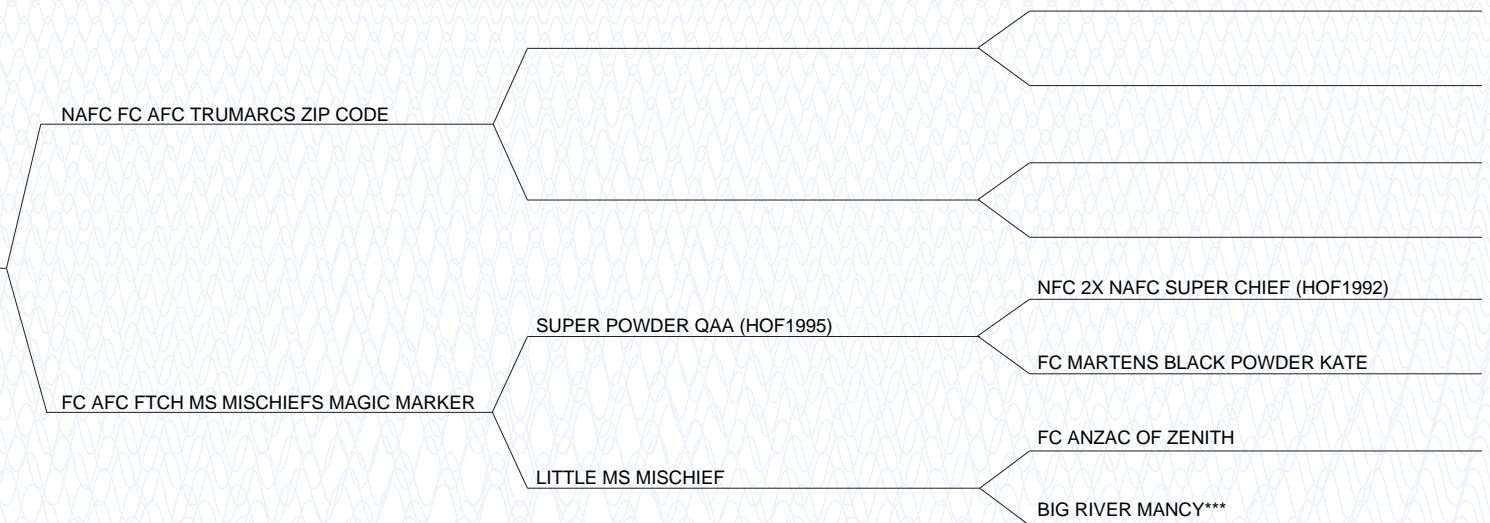 NAFC FC AFC TRUMARCS ZIP CODE
NFC 2X NAFC SUPER CHIEF (HOF1992)
SUPER POWDER QAA (HOF1995)
FC MARTENS BLACK POWDER KATE
FC AFC FTCH MS MISCHIEFS MAGIC MARKER
FC ANZAC OF ZENITH
LITTLE MS MISCHIEF
BIG RIVER MANCY***